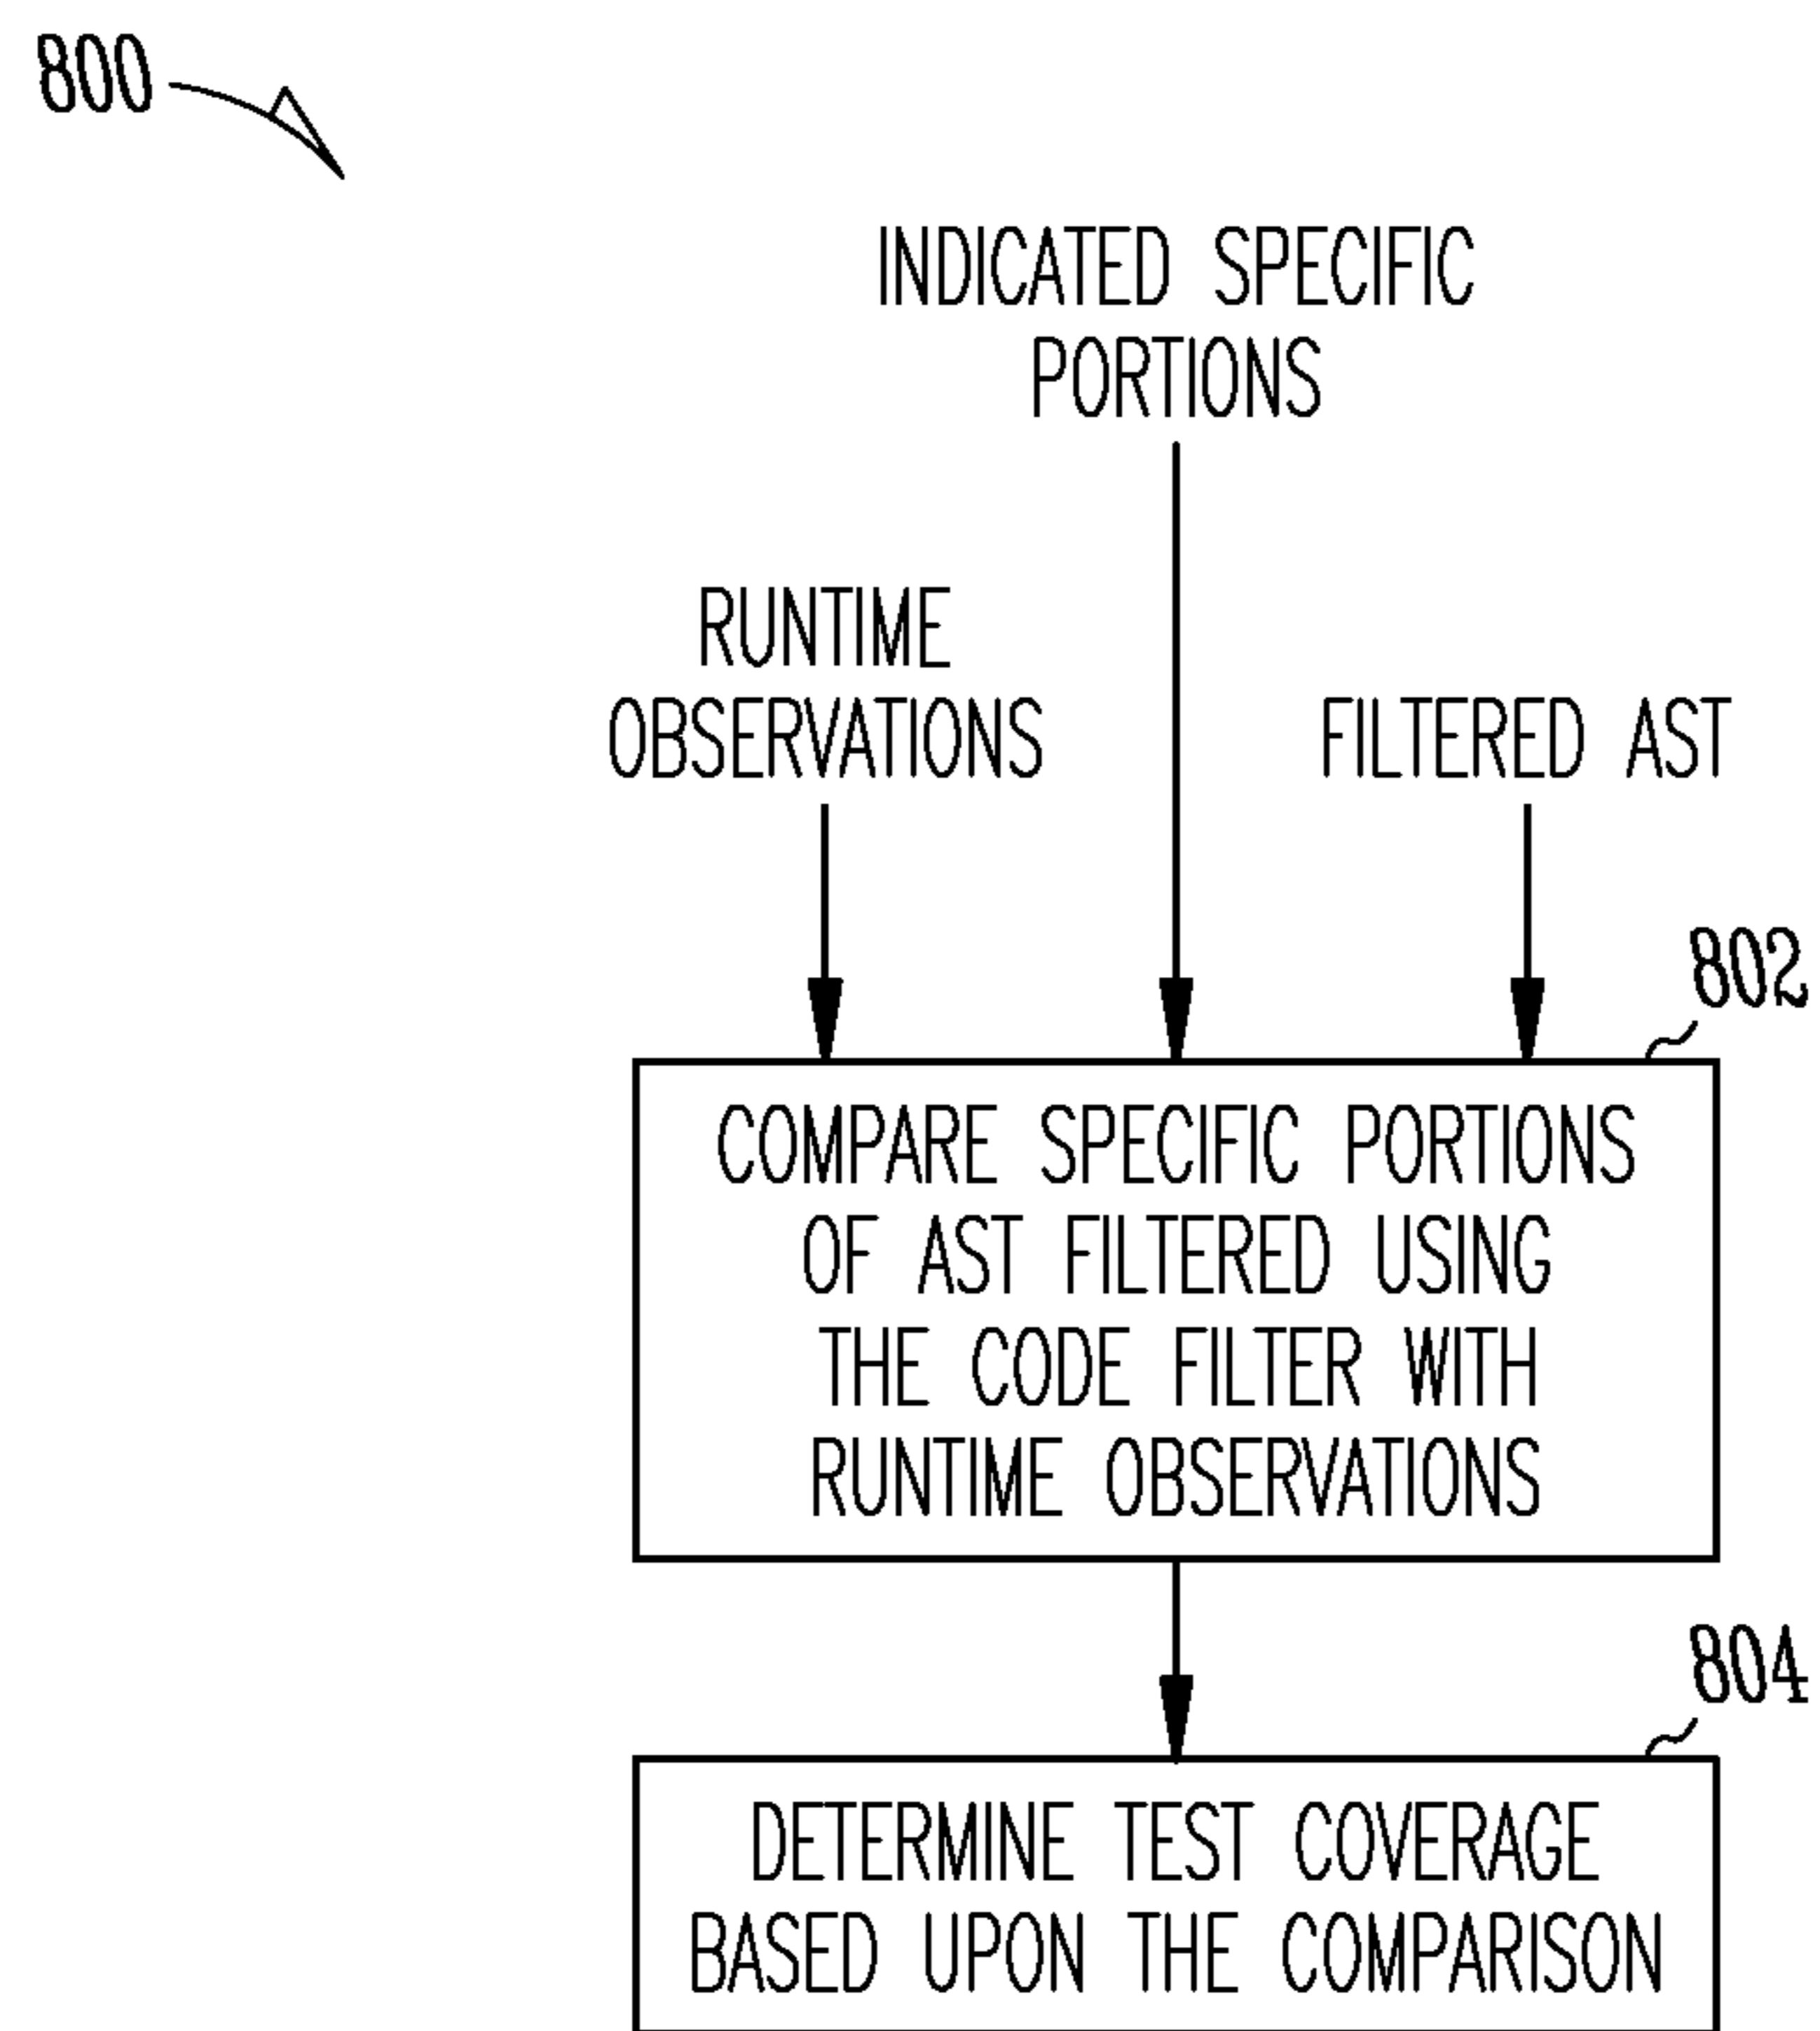 800
INDICATED SPECIFIC
PORTIONS
RUNTIME
OBSERVATIONS
FILTERED AST
802
COMPARE SPECIFIC PORTIONS
OF AST FILTERED USING
THE CODE FILTER WITH
RUNTIME OBSERVATIONS
804
DETERMINE TEST COVERAGE
BASED UPON THE COMPARISON